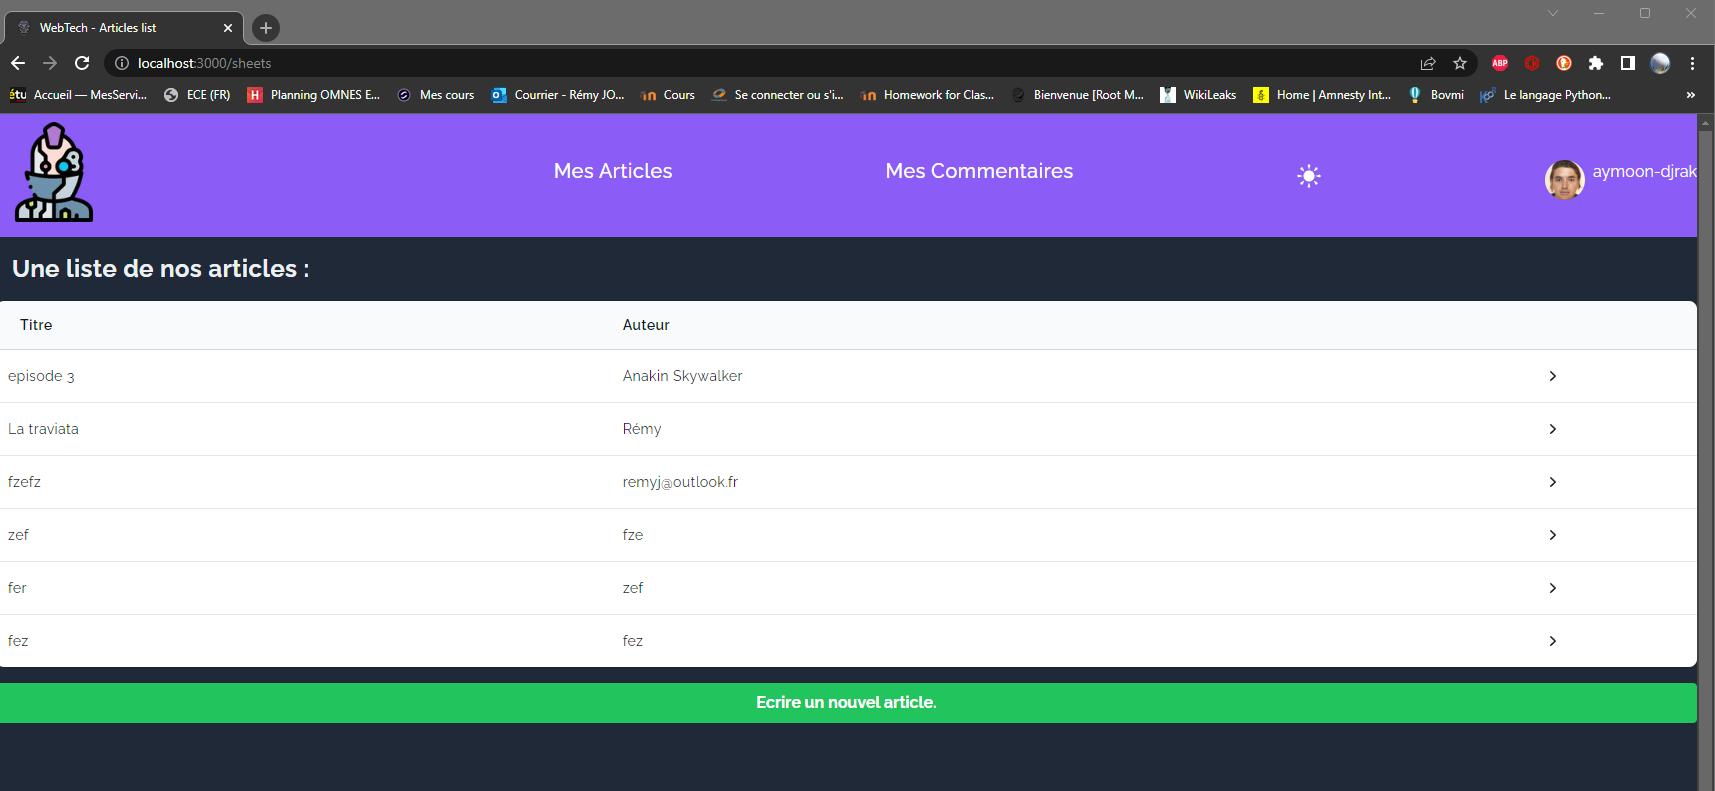 WebTech - Articles list
localhost:3000/sheets
ABP
étu Accueil — MesServi... ECE (FR) H Planning OMNES E... Mes cours Courrier - Rémy JO... Cours Se connecter ou s'i... Homework for Clas... Bienvenue [Root M... WikiLeaks Home | Amnesty Int... Bovmi Le langage Python... »
Mes Articles Mes Commentaires aymoon-djrak
Une liste de nos articles :
Titre Auteur
episode 3 Anakin Skywalker
La traviata Rémy
fzefz remyj@outlook.fr
zef fze
fer zef
fez fez
Ecrire un nouvel article.